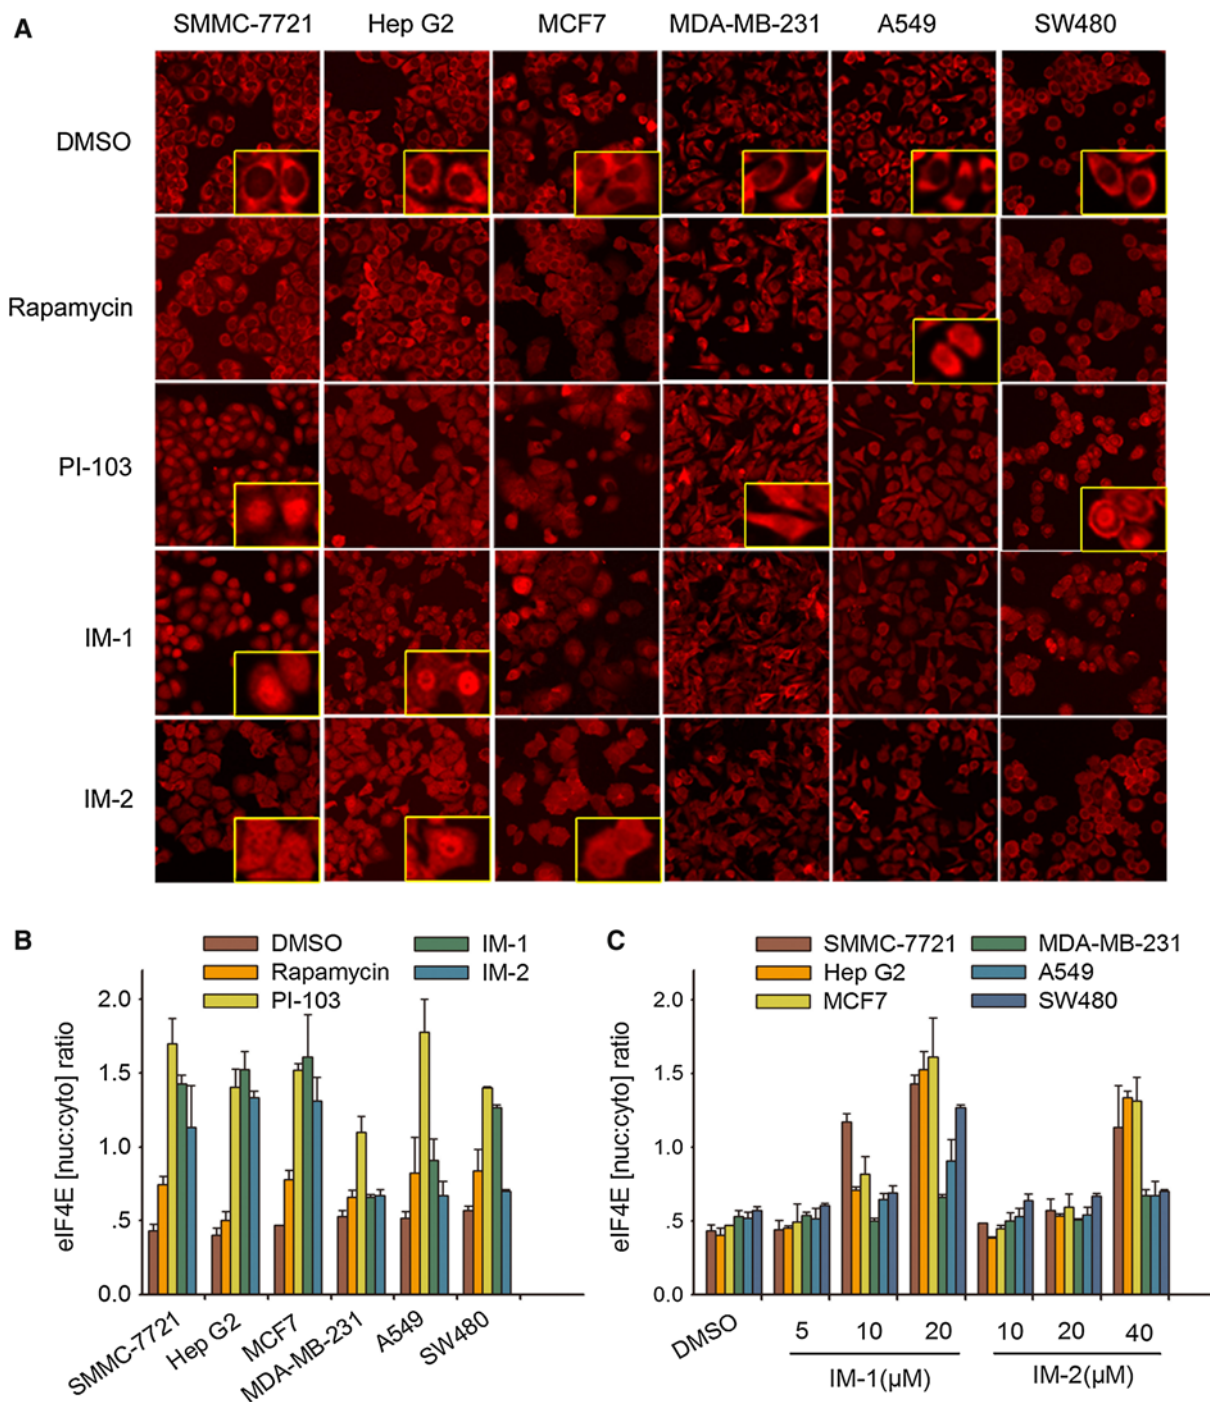 A
SMMC-7721 Hep G2 MCF7 MDA-MB-231 A549 SW480
DMSO
Rapamycin
PI-103
IM-1
IM-2
B
DMSO IM-1
Rapamycin IM-2
PI-103
eIF4E [nuc:cyto] ratio
2.0
1.5
1.0
.5
0.0
SMMC-7721 Hep G2 MCF7 MDA-MB-231 A549 SW480
C
SMMC-7721 MDA-MB-231
Hep G2 A549
MCF7 SW480
eIF4E [nuc:cyto] ratio
2.0
1.5
1.0
.5
0.0
DMSO 5 10 20 10 20 40
IM-1(µM) IM-2(µM)